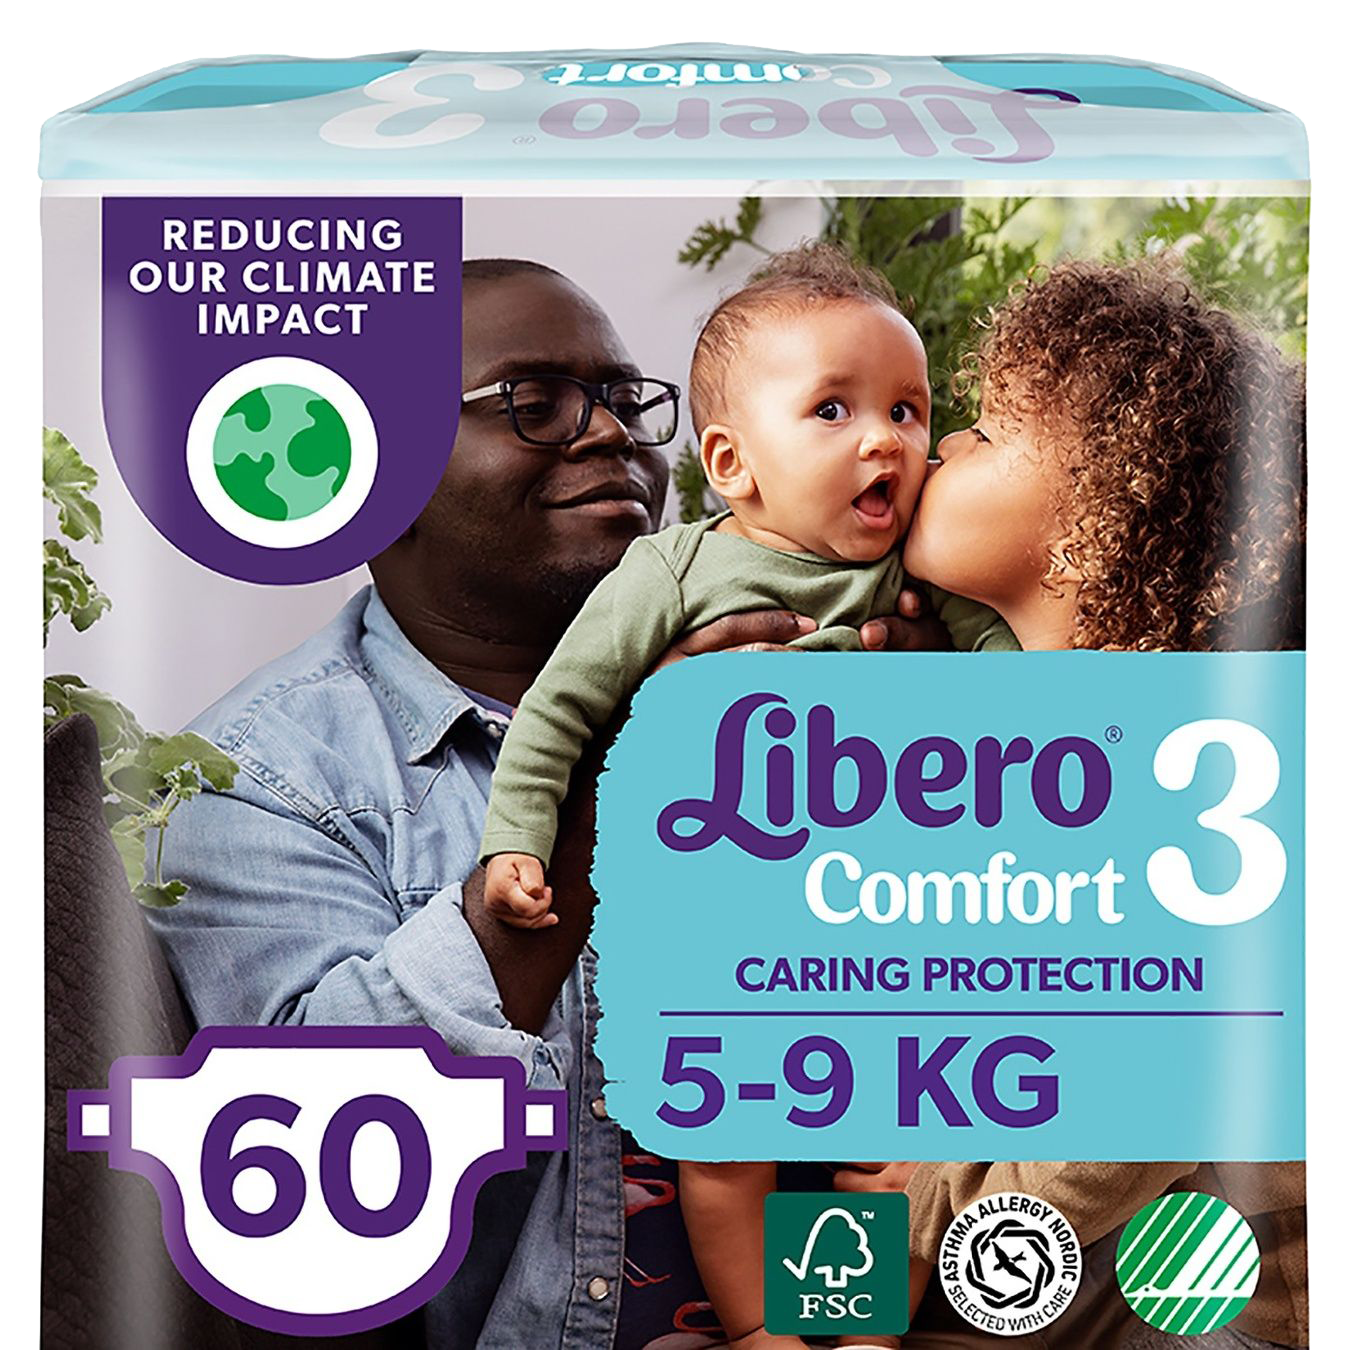 Libero® Comfort 3
REDUCING
OUR CLIMATE
IMPACT
Libero® 3
Comfort
CARING PROTECTION
5-9 KG
60
FSC™
ASTHMA ALLERGY NORDIC
SELECTED WITH CARE